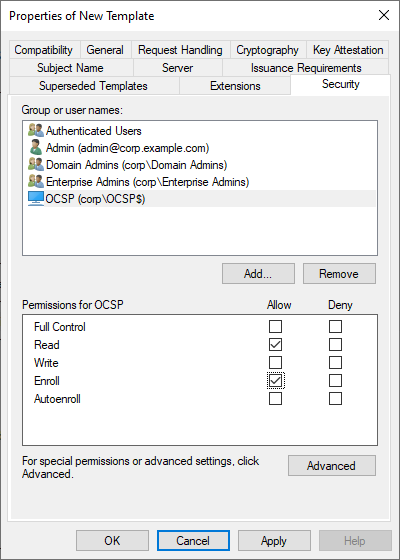 Properties of New Template
Compatibility General Request Handling Cryptography Key Attestation
Subject Name Server Issuance Requirements
Superseded Templates Extensions Security
Group or user names:
Authenticated Users
Admin (admin@corp.example.com)
Domain Admins (corp\Domain Admins)
Enterprise Admins (corp\Enterprise Admins)
OCSP (corp\OCSP$)
Add... Remove
Permissions for OCSP Allow Deny
Full Control
Read
Write
Enroll
Autoenroll
For special permissions or advanced settings, click
Advanced.
Advanced
OK Cancel Apply Help